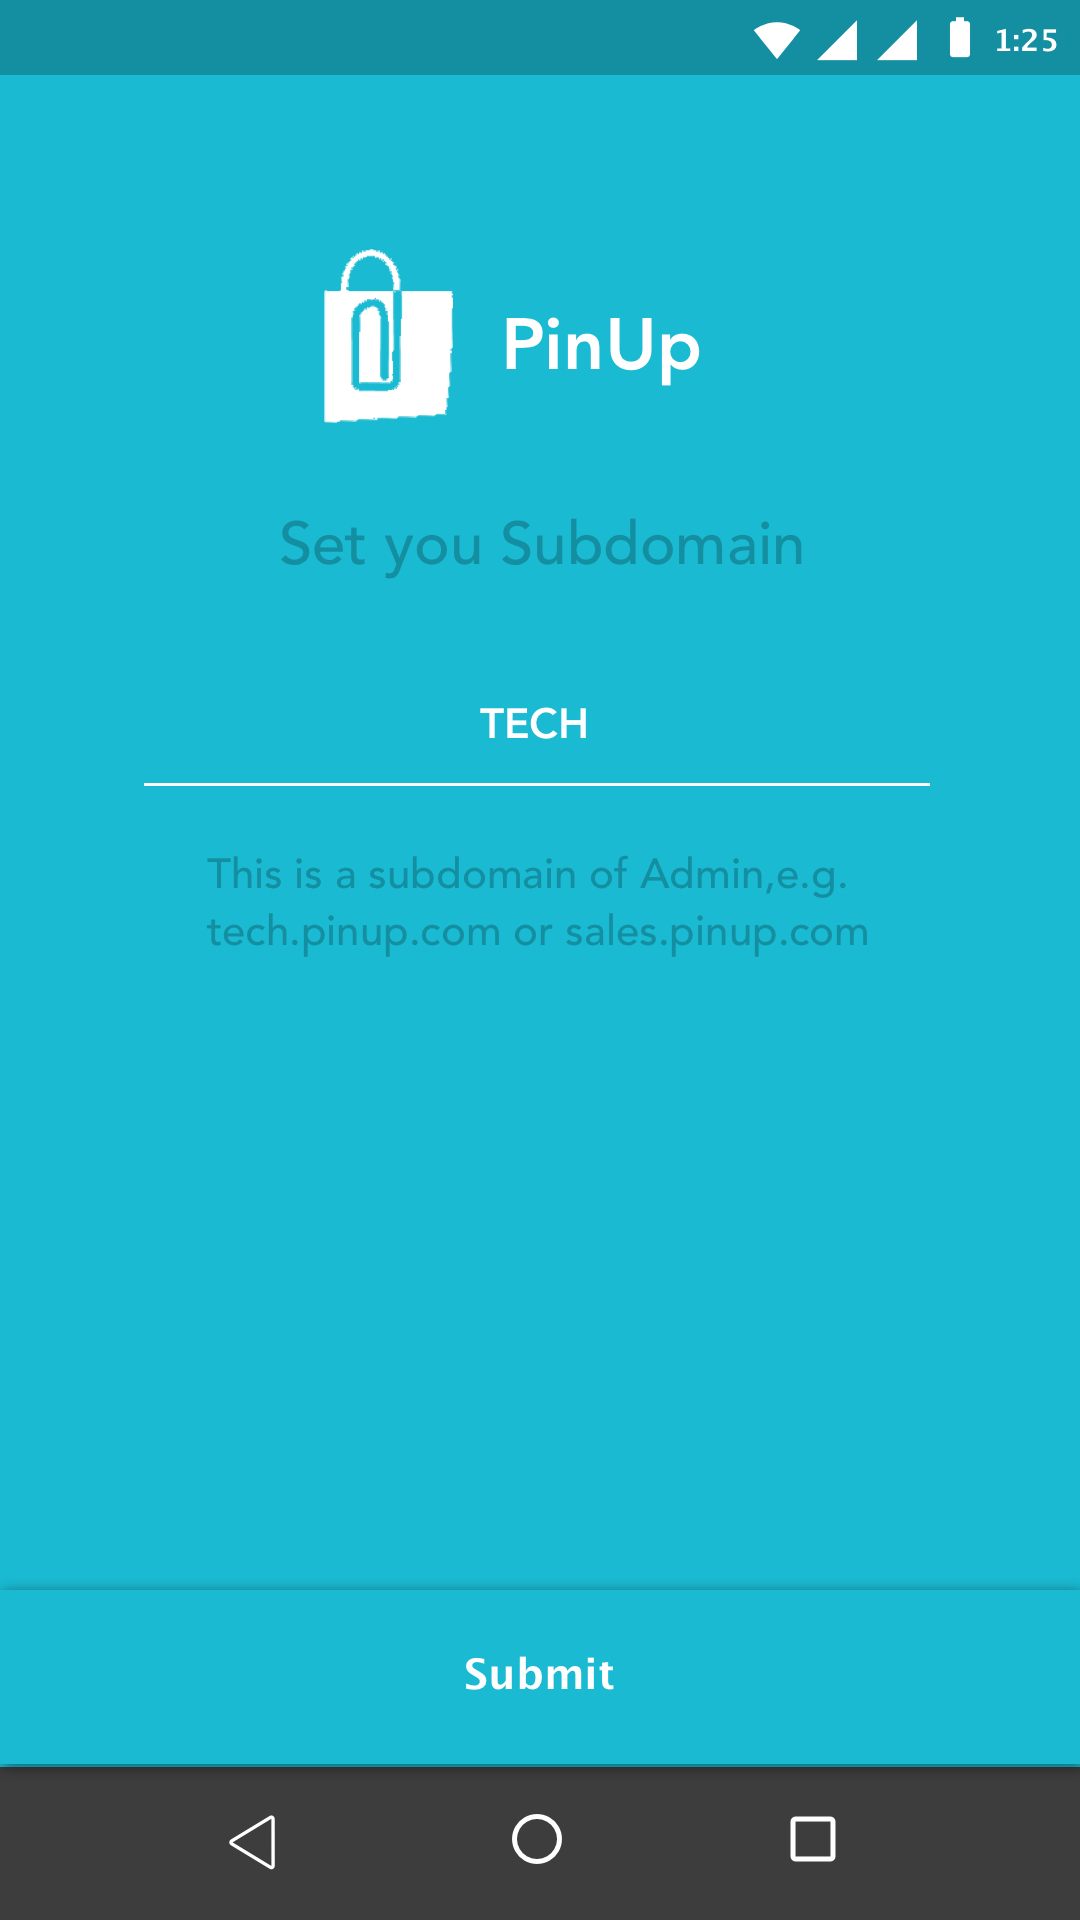 1:25
PinUp
Set you Subdomain
TECH
This is a subdomain of Admin,e.g.
tech.pinup.com or sales.pinup.com
Submit